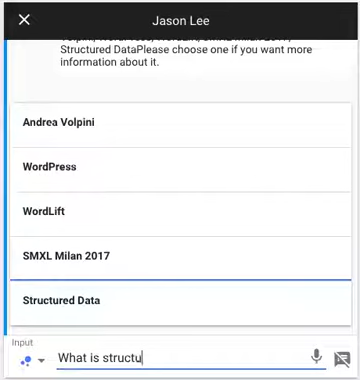 Jason Lee
Structured DataPlease choose one if you want more
information about it.
Andrea Volpini
WordPress
WordLift
SMXL Milan 2017
Structured Data
Input
What is structu